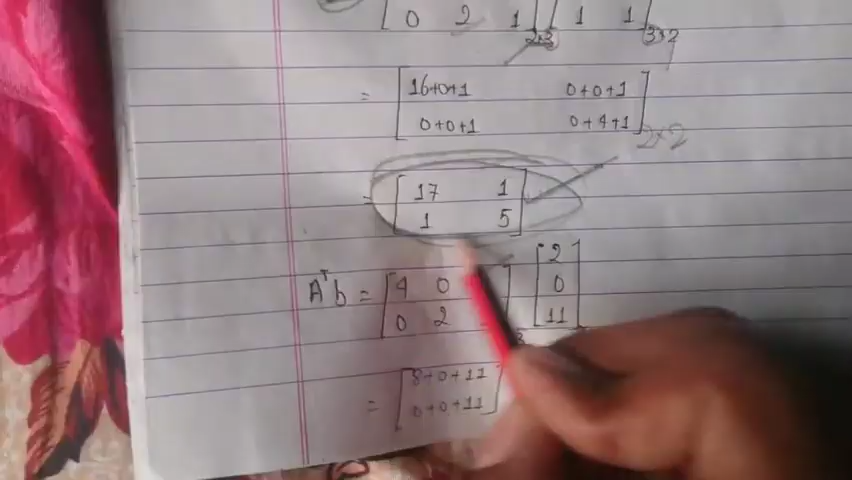 0 2 1 ] [ 1 1 ]
2×3 3×2
= [ 16+0+1 0+0+1
0+0+1 0+4+1 ] 2×2
= [ 17 1
1 5 ]
Aᵀb = [ 4 0 [ 2
0 2 0
11 ]
= [ 8+0+11
0+0+11 ]